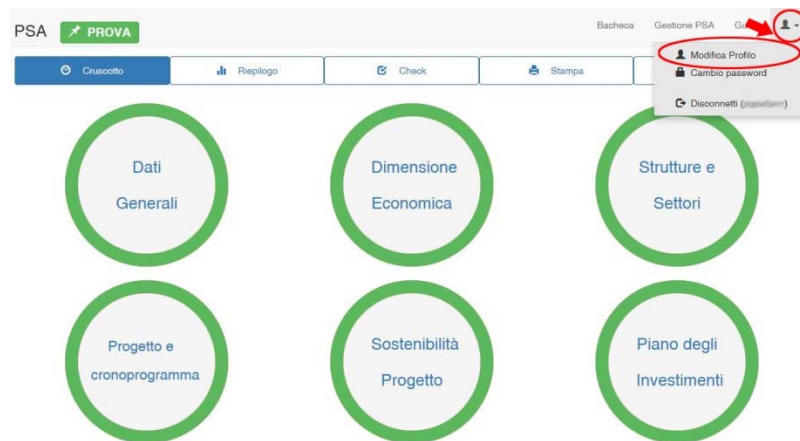 PSA PROVA
Bacheca Gestione PSA
Modifica Profilo
Cambio password
Disconnetti (
Cruscotto Riepilogo Check Stampa
Dati
Generali
Dimensione
Economica
Strutture e
Settori
Progetto e
cronoprogramma
Sostenibilità
Progetto
Piano degli
Investimenti